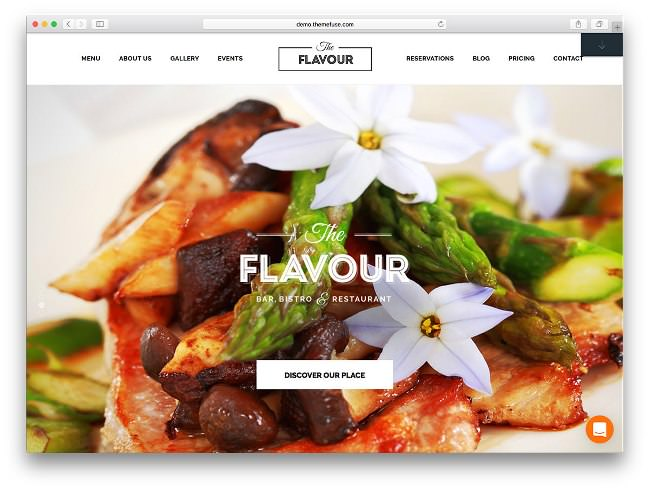 demo.themefuse.com
MENU ABOUT US GALLERY EVENTS The FLAVOUR RESERVATIONS BLOG PRICING CONTACT
The
FLAVOUR
BAR, BISTRO & RESTAURANT
DISCOVER OUR PLACE